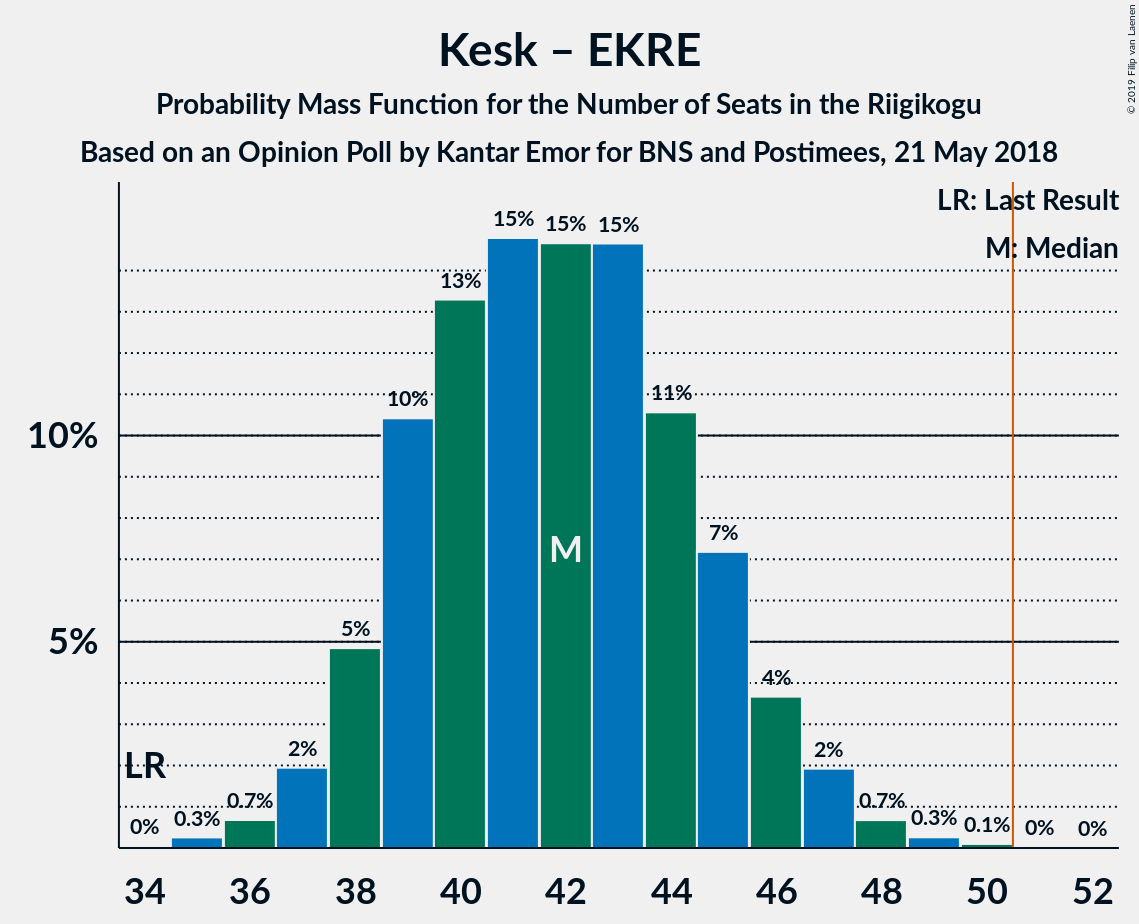 Kesk – EKRE
Probability Mass Function for the Number of Seats in the Riigikogu
Based on an Opinion Poll by Kantar Emor for BNS and Postimees, 21 May 2018
© 2019 Filip van Laenen
LR: Last Result
M: Median
15% 15% 15%
13%
10% 11%
10%
7%
M
5%
5%
4%
2% 2%
LR
0% 0.3% 0.7% 0.7% 0.3% 0.1% 0% 0%
34 36 38 40 42 44 46 48 50 52